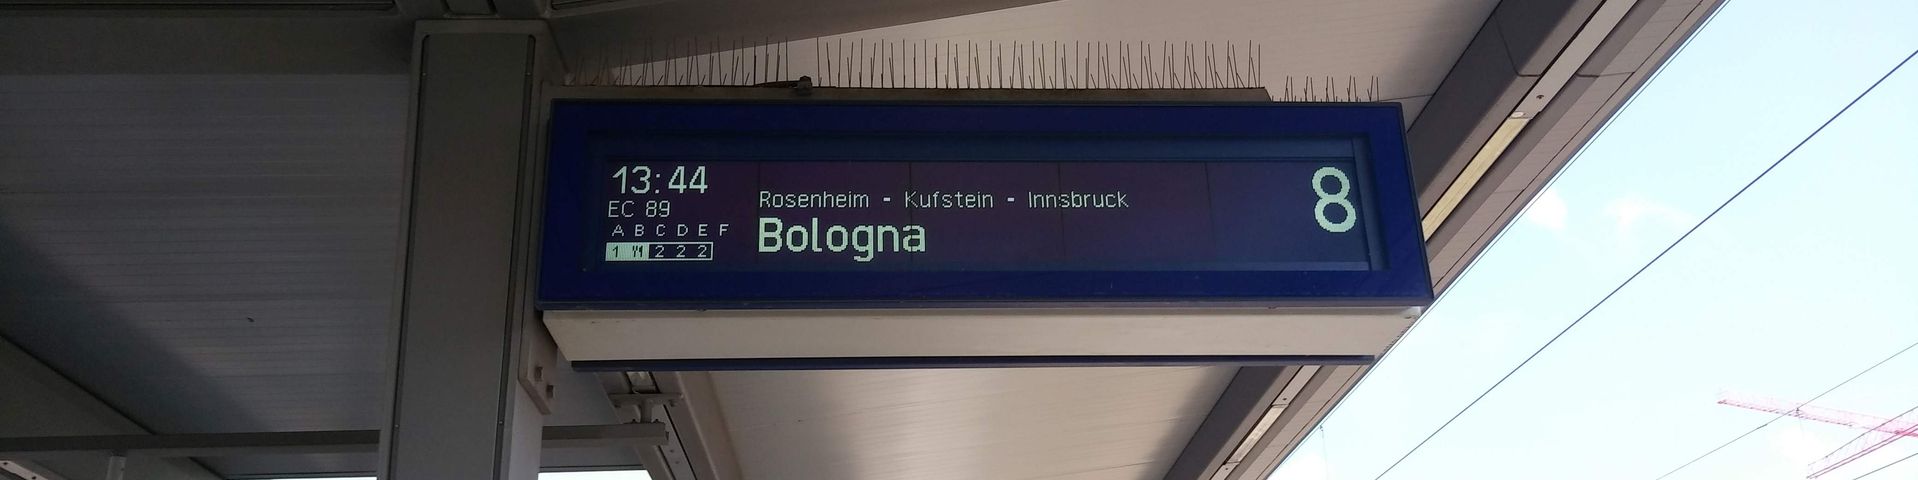 13:44
EC 89
A B C D E F
1 2 2 2
Rosenheim - Kufstein - Innsbruck
Bologna
8